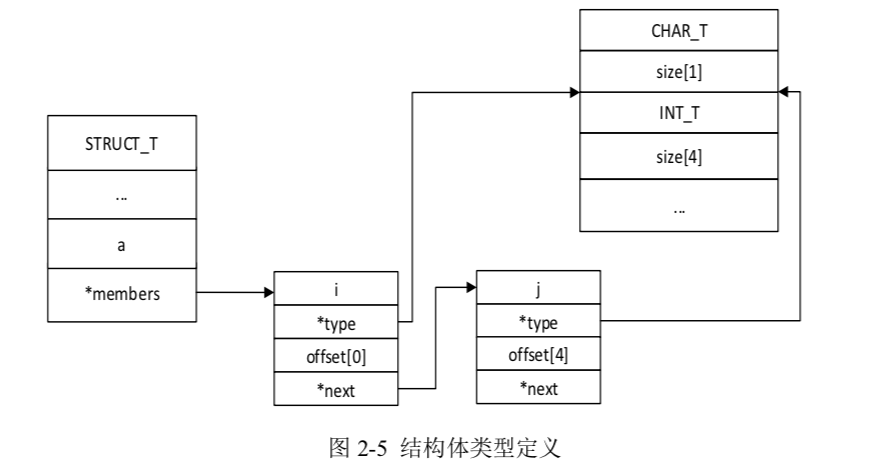 CHAR_T
size[1]
INT_T
size[4]
...
STRUCT_T
...
a
*members
i
*type
offset[0]
*next
j
*type
offset[4]
*next
图 2-5 结构体类型定义